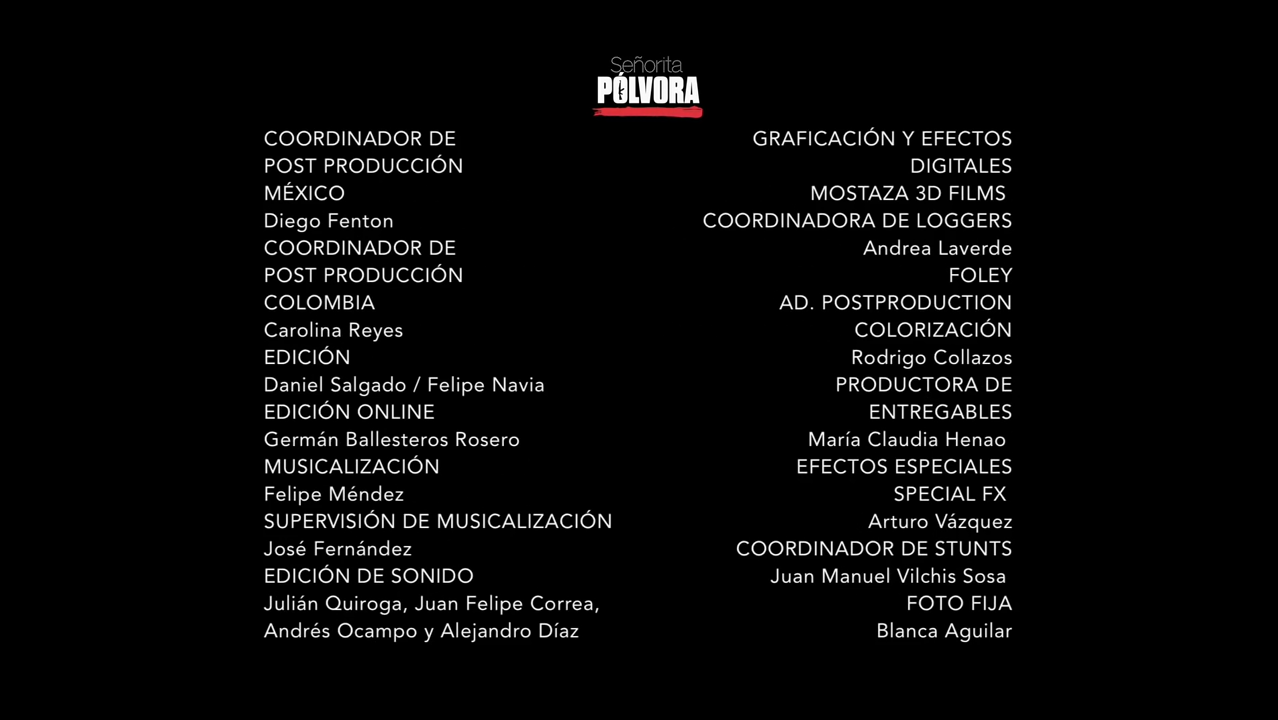 Señorita
PÓLVORA
COORDINADOR DE
POST PRODUCCIÓN
MÉXICO
Diego Fenton
COORDINADOR DE
POST PRODUCCIÓN
COLOMBIA
Carolina Reyes
EDICIÓN
Daniel Salgado / Felipe Navia
EDICIÓN ONLINE
Germán Ballesteros Rosero
MUSICALIZACIÓN
Felipe Méndez
SUPERVISIÓN DE MUSICALIZACIÓN
José Fernández
EDICIÓN DE SONIDO
Julián Quiroga, Juan Felipe Correa,
Andrés Ocampo y Alejandro Díaz
GRAFICACIÓN Y EFECTOS
DIGITALES
MOSTAZA 3D FILMS
COORDINADORA DE LOGGERS
Andrea Laverde
FOLEY
AD. POSTPRODUCTION
COLORIZACIÓN
Rodrigo Collazos
PRODUCTORA DE
ENTREGABLES
María Claudia Henao
EFECTOS ESPECIALES
SPECIAL FX
Arturo Vázquez
COORDINADOR DE STUNTS
Juan Manuel Vilchis Sosa
FOTO FIJA
Blanca Aguilar